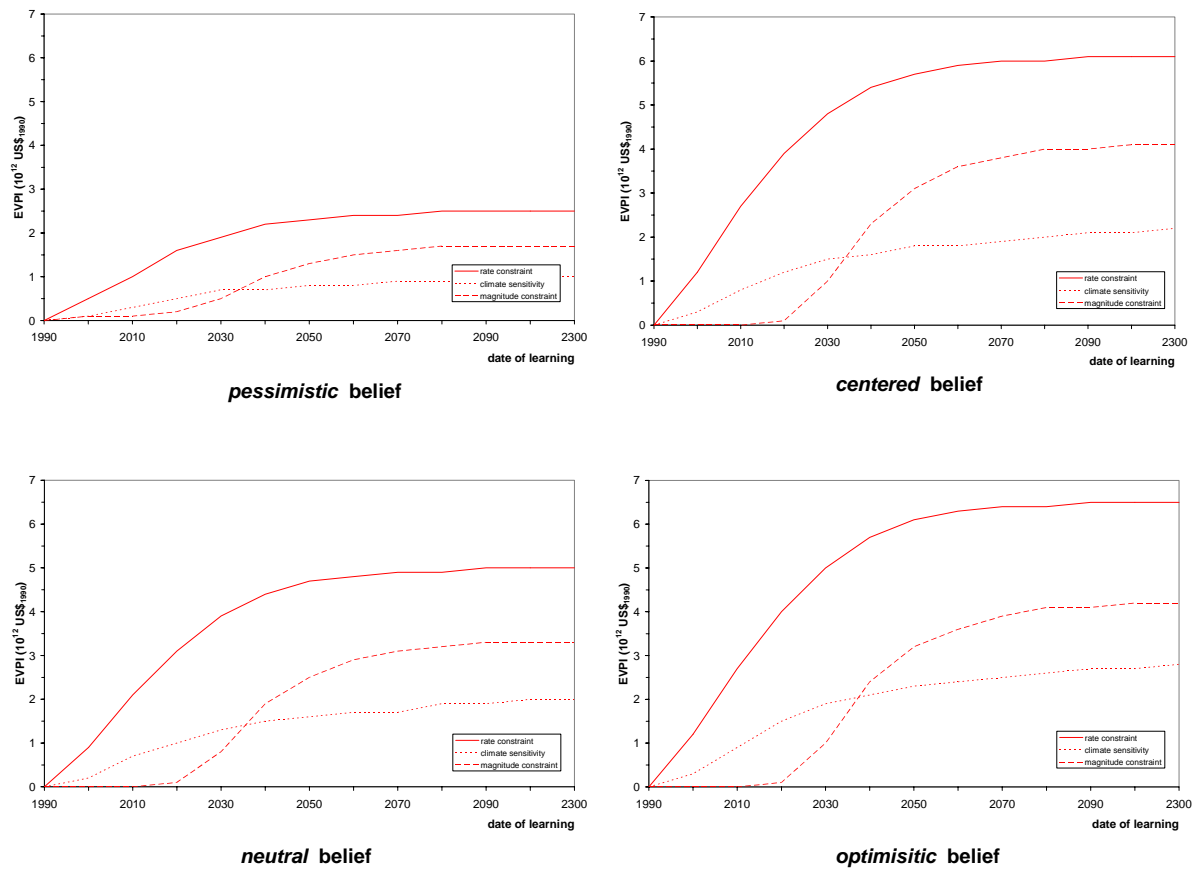 7
6
5
4
3
2
1
0
EVPI (10¹² US$₁₉₉₀)
rate constraint
climate sensitivity
magnitude constraint
1990 2010 2030 2050 2070 2090 2300
date of learning
pessimistic belief
7
6
5
4
3
2
1
0
EVPI (10¹² US$₁₉₉₀)
rate constraint
climate sensitivity
magnitude constraint
1990 2010 2030 2050 2070 2090 2300
date of learning
centered belief
7
6
5
4
3
2
1
0
EVPI (10¹² US$₁₉₉₀)
rate constraint
climate sensitivity
magnitude constraint
1990 2010 2030 2050 2070 2090 2300
date of learning
neutral belief
7
6
5
4
3
2
1
0
EVPI (10¹² US$₁₉₉₀)
rate constraint
climate sensitivity
magnitude constraint
1990 2010 2030 2050 2070 2090 2300
date of learning
optimisitic belief